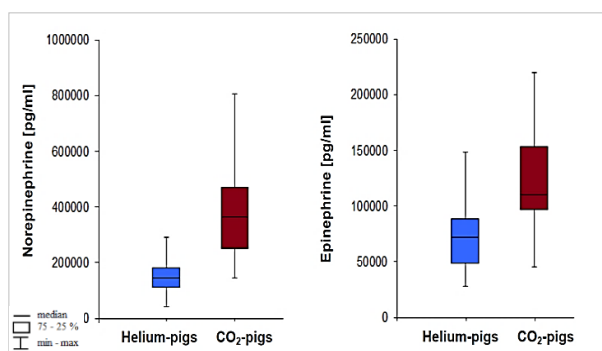 Norepinephrine [pg/ml]
1000000
800000
600000
400000
200000
0
Helium-pigs CO₂-pigs
Epinephrine [pg/ml]
250000
200000
150000
100000
50000
0
Helium-pigs CO₂-pigs
median
75 - 25 %
min - max